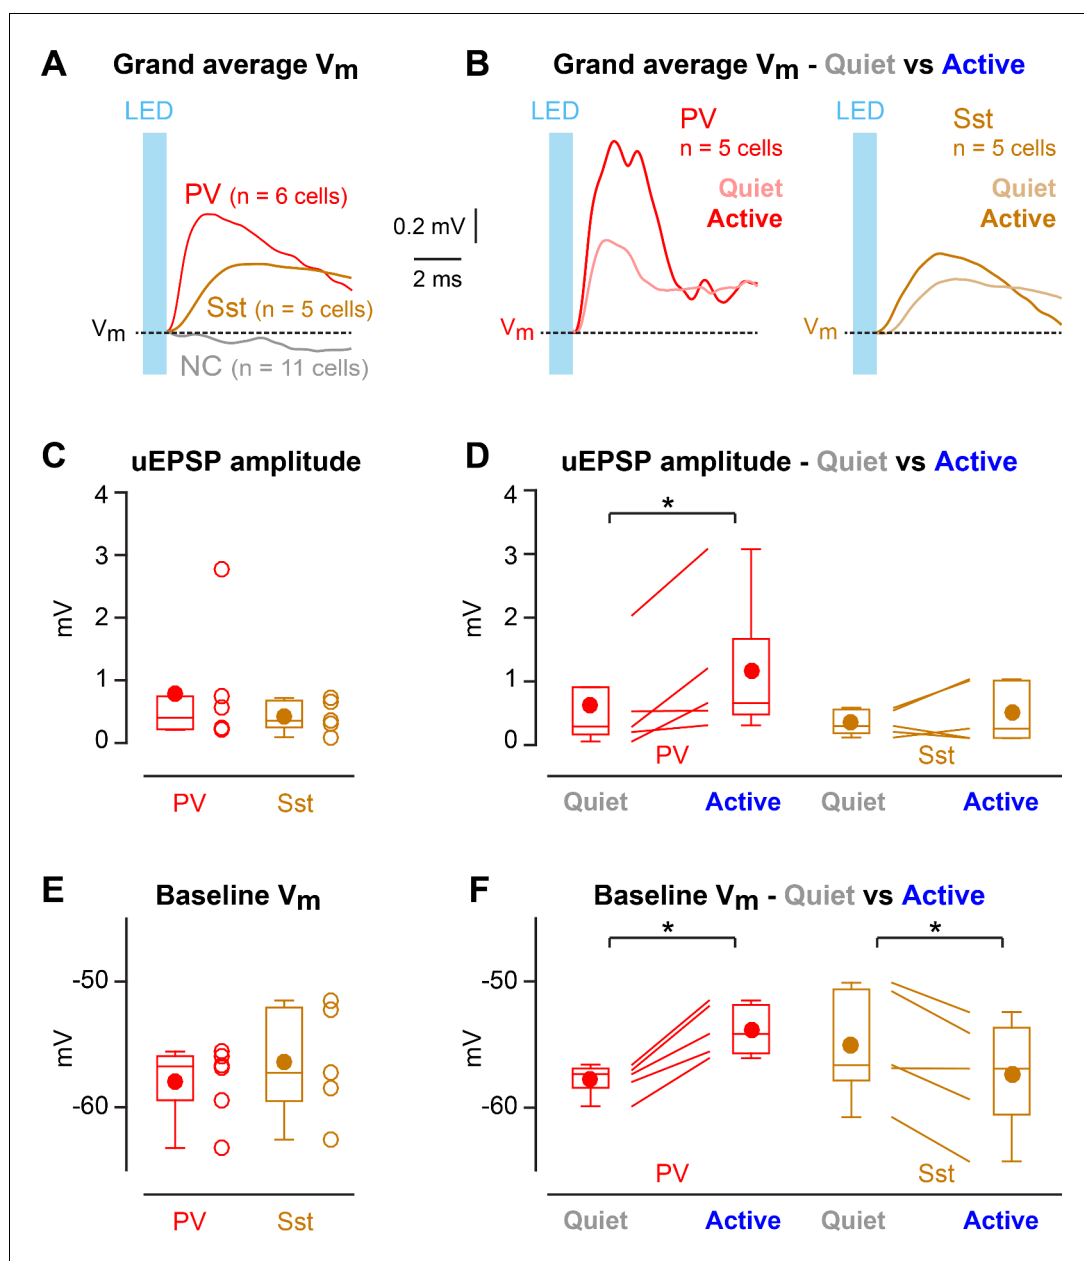 A Grand average Vm
LED
PV (n = 6 cells)
Sst (n = 5 cells)
Vm
NC (n = 11 cells)
0.2 mV
2 ms
B Grand average Vm - Quiet vs Active
LED
PV
n = 5 cells
Quiet
Active
Vm
LED
Sst
n = 5 cells
Quiet
Active
Vm
C uEPSP amplitude
4
3
2
1
0
mV
PV Sst
D uEPSP amplitude - Quiet vs Active
*
4
3
2
1
0
mV
PV Sst
Quiet Active Quiet Active
E Baseline Vm
-50
-60
mV
PV Sst
F Baseline Vm - Quiet vs Active
* *
-50
-60
mV
PV Sst
Quiet Active Quiet Active